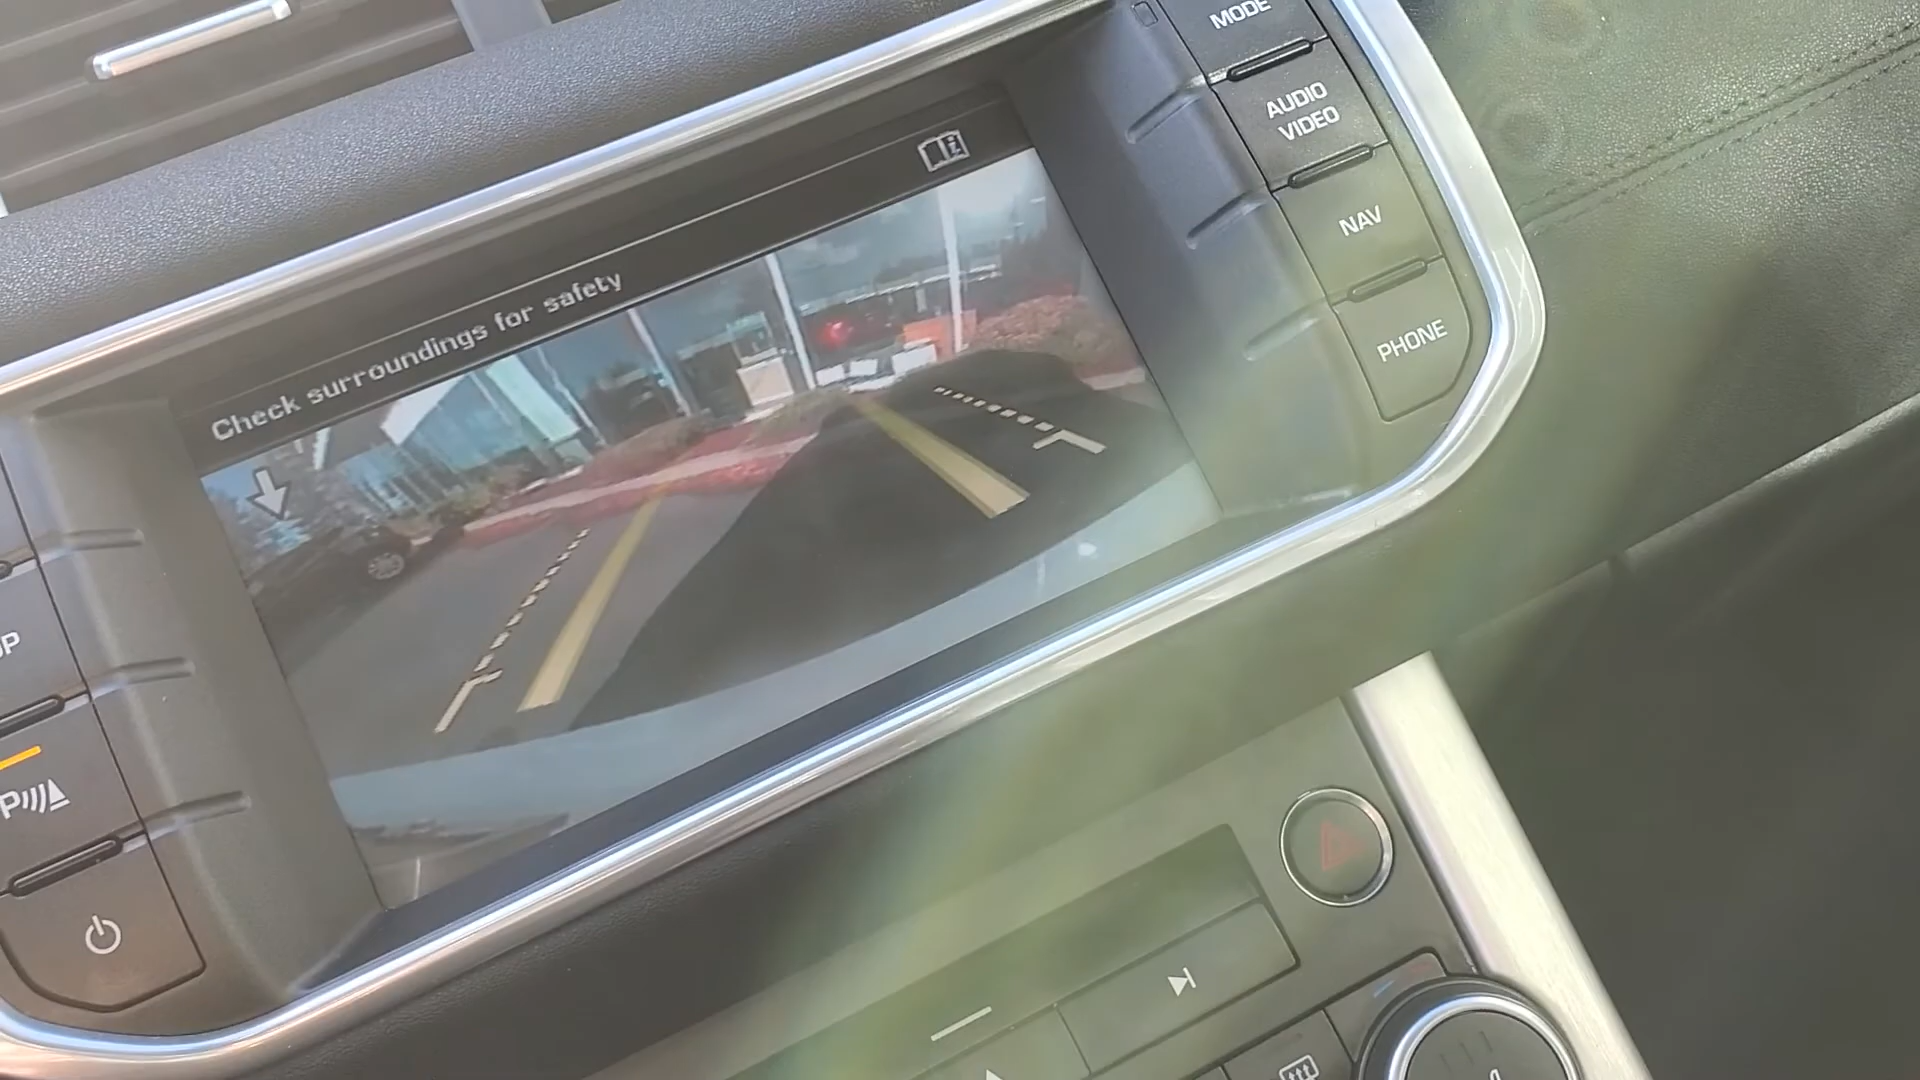 MODE
AUDIO
VIDEO
NAV
PHONE
Check surroundings for safety
P